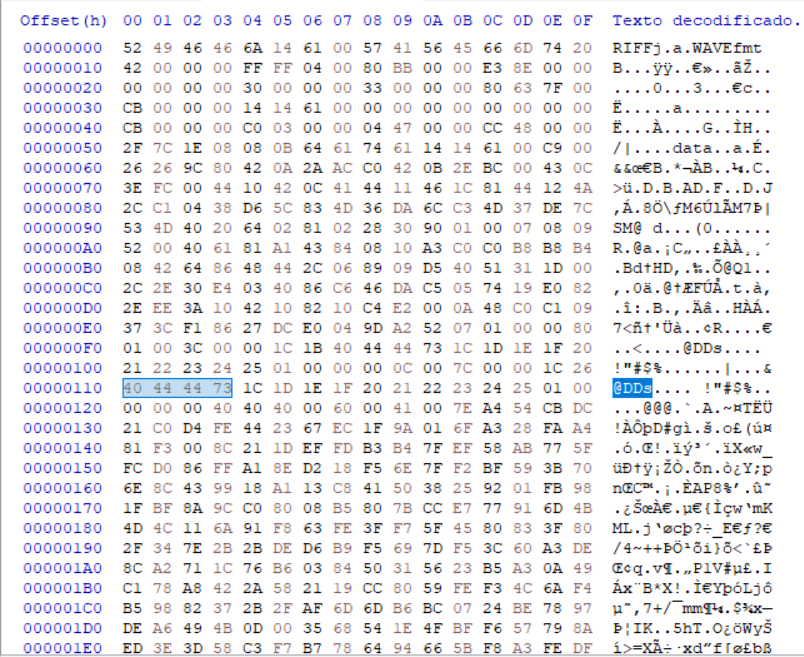 Offset(h) 00 01 02 03 04 05 06 07 08 09 0A 0B 0C 0D 0E 0F Texto decodificado.
00000000 52 49 46 46 6A 14 61 00 57 41 56 45 66 6D 74 20 RIFFj.a.WAVEfmt
00000010 42 00 00 00 FF FF 04 00 80 BB 00 00 E3 8E 00 00 B...ÿÿ..€»..ãŽ..
00000020 00 00 00 00 30 00 00 00 33 00 00 00 80 63 7F 00 ....0...3...€c..
00000030 CB 00 00 00 14 14 61 00 00 00 00 00 00 00 00 00 Ë.....a.........
00000040 CB 00 00 00 C0 03 00 00 04 47 00 00 CC 48 00 00 Ë...À....G..ÌH..
00000050 2F 7C 1E 08 08 0B 64 61 74 61 14 14 61 00 C9 00 /|....data..a.É.
00000060 26 26 9C 80 42 0A 2A AC C0 42 0B 2E BC 00 43 0C &&œ€B.*¬ÀB..¼.C.
00000070 3E FC 00 44 10 42 0C 41 44 11 46 1C 81 44 12 4A >ü.D.B.AD.F..D.J
00000080 2C C1 04 38 D6 5C 83 4D 36 DA 6C C3 4D 37 DE 7C ,Á.8Ö\ƒM6ÚlÃM7Þ|
00000090 53 4D 40 20 64 02 81 02 28 30 90 01 00 07 08 09 SM@ d...(0......
000000A0 52 00 40 61 81 A1 43 84 08 10 A3 C0 C0 B8 B8 B4 R.@a.¡C„..£ÀÀ¸¸´
000000B0 08 42 64 86 48 44 2C 06 89 09 D5 40 51 31 1D 00 .Bd†HD,.‰.Õ@Q1..
000000C0 2C 2E 30 E4 03 40 86 C6 46 DA C5 05 74 19 E0 82 ,.0ä.@†ÆFÚÅ.t.à‚
000000D0 2E EE 3A 10 42 10 82 10 C4 E2 00 0A 48 C0 C1 09 .î:.B.‚.Äâ..HÀÁ.
000000E0 37 3C F1 86 27 DC E0 04 9D A2 52 07 01 00 00 80 7<ñ†'Üà..¢R....€
000000F0 01 00 3C 00 00 1C 1B 40 44 44 73 1C 1D 1E 1F 20 ..<....@DDs....
00000100 21 22 23 24 25 01 00 00 00 0C 00 7C 00 00 1C 26 !"#$%......|...&
00000110 40 44 44 73 1C 1D 1E 1F 20 21 22 23 24 25 01 00 @DDs.... !"#$%..
00000120 00 00 00 40 40 40 00 60 00 41 00 7E A4 54 CB DC ...@@@.`.A.~¤TËÜ
00000130 21 C0 D4 FE 44 23 67 EC 1F 9A 01 6F A3 28 FA A4 !ÀÔþD#gì.š.o£(ú¤
00000140 81 F3 00 8C 21 1D EF FD B3 B4 7F EF 58 AB 77 5F .ó.Œ!.ïý³´.ïX«w_
00000150 FC D0 86 FF A1 8E D2 18 F5 6E 7F F2 BF 59 3B 70 üÐ†ÿ¡ŽÒ.õn.ò¿Y;p
00000160 6E 8C 43 99 18 A1 13 C8 41 50 38 25 92 01 FB 98 nŒC™.¡.ÈAP8%’.û˜
00000170 1F BF 8A 9C C0 80 08 B5 80 7B CC E7 77 91 6D 4B .¿ŠœÀ€.µ€{Ìçw‘mK
00000180 4D 4C 11 6A 91 F8 63 FE 3F F7 5F 45 80 83 3F 80 ML.j‘øcþ?÷_E€ƒ?€
00000190 2F 34 7E 2B 2B DE D6 B9 F5 69 7D F5 3C 60 A3 DE /4~++ÞÖ¹õi}õ<`£Þ
000001A0 8C A2 71 1C 76 B6 03 84 50 31 56 23 B5 A3 0A 49 Œ¢q.v¶.„P1V#µ£.I
000001B0 C1 78 A8 42 2A 58 21 19 CC 80 59 FE F3 4C 6A F4 Áx¨B*X!.Ì€YþóLjô
000001C0 B5 98 82 37 2B 2F AF 6D 6D B6 BC 07 24 BE 78 97 µ˜‚7+/¯mm¶¼.$¾x—
000001D0 DE A6 49 4B 0D 00 35 68 54 1E 4F BF F6 57 79 8A Þ¦IK..5hT.O¿öWyŠ
000001E0 ED 3E 3D 58 C3 F7 B7 78 64 94 66 5B F8 A3 FE DF í>=XÃ÷·xd”f[ø£þß